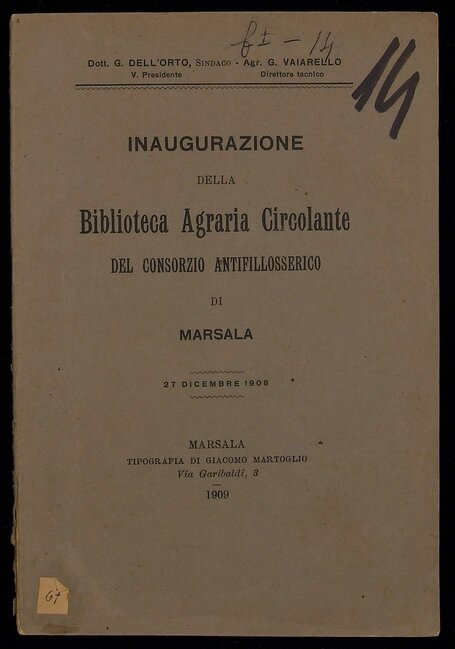 f I - 14
14
Dott. G. DELL'ORTO, SINDACO - Agr. G. VAIARELLO
V. Presidente Direttore tecnico
INAUGURAZIONE
DELLA
Biblioteca Agraria Circolante
DEL CONSORZIO ANTIFILLOSSERICO
DI
MARSALA
27 DICEMBRE 1908
MARSALA
TIPOGRAFIA DI GIACOMO MARTOGLIO
Via Garibaldi, 3
1909
67